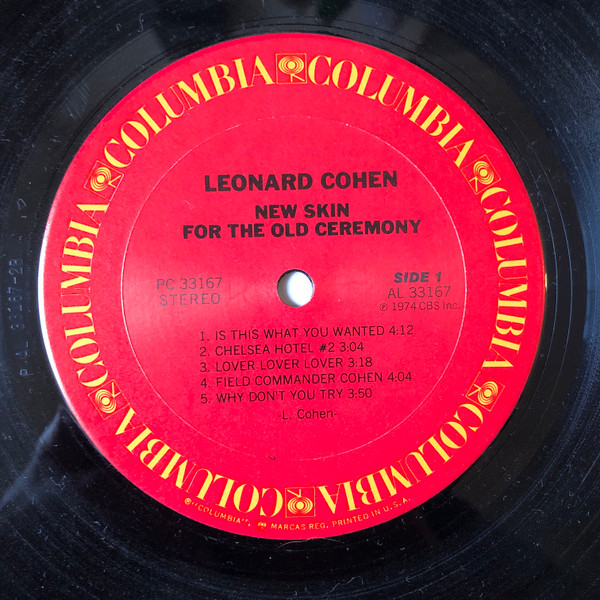 COLUMBIA COLUMBIA COLUMBIA COLUMBIA COLUMBIA COLUMBIA
LEONARD COHEN
NEW SKIN
FOR THE OLD CEREMONY
PC 33167
STEREO
SIDE 1
AL 33167
℗ 1974 CBS Inc.
1. IS THIS WHAT YOU WANTED 4:12
2. CHELSEA HOTEL #2 3:04
3. LOVER LOVER LOVER 3:18
4. FIELD COMMANDER COHEN 4:04
5. WHY DON'T YOU TRY 3:50
-L. Cohen-
®"COLUMBIA", MARCAS REG. PRINTED IN U.S.A.